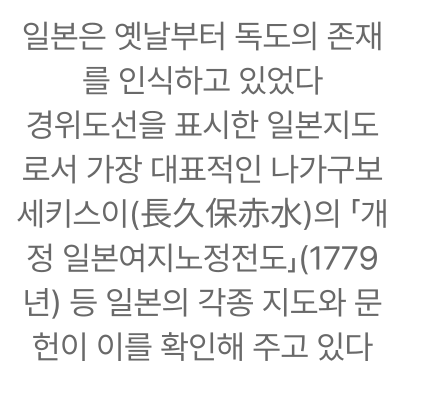 일본은 옛날부터 독도의 존재
를 인식하고 있었다
경위도선을 표시한 일본지도
로서 가장 대표적인 나가구보
세키스이(長久保赤水)의 「개
정 일본여지노정전도」(1779
년) 등 일본의 각종 지도와 문
헌이 이를 확인해 주고 있다